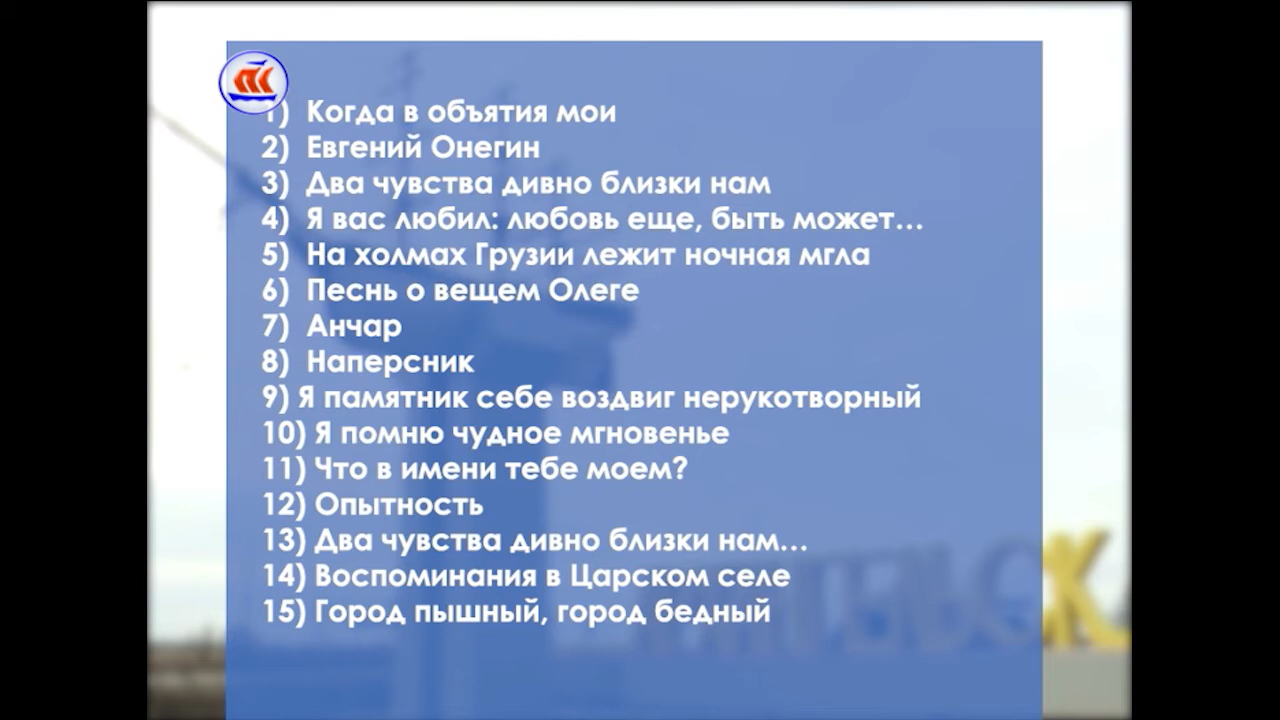 1) Когда в объятия мои
2) Евгений Онегин
3) Два чувства дивно близки нам
4) Я вас любил: любовь еще, быть может...
5) На холмах Грузии лежит ночная мгла
6) Песнь о вещем Олеге
7) Анчар
8) Наперсник
9) Я памятник себе воздвиг нерукотворный
10) Я помню чудное мгновенье
11) Что в имени тебе моем?
12) Опытность
13) Два чувства дивно близки нам...
14) Воспоминания в Царском селе
15) Город пышный, город бедный